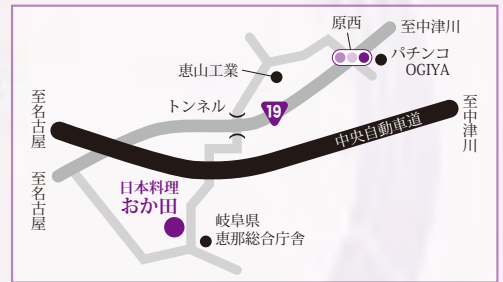 原西
至中津川
パチンコ
OGIYA
恵山工業
トンネル
19
至名古屋
中央自動車道
至中津川
至名古屋
日本料理
おか田
岐阜県
恵那総合庁舎